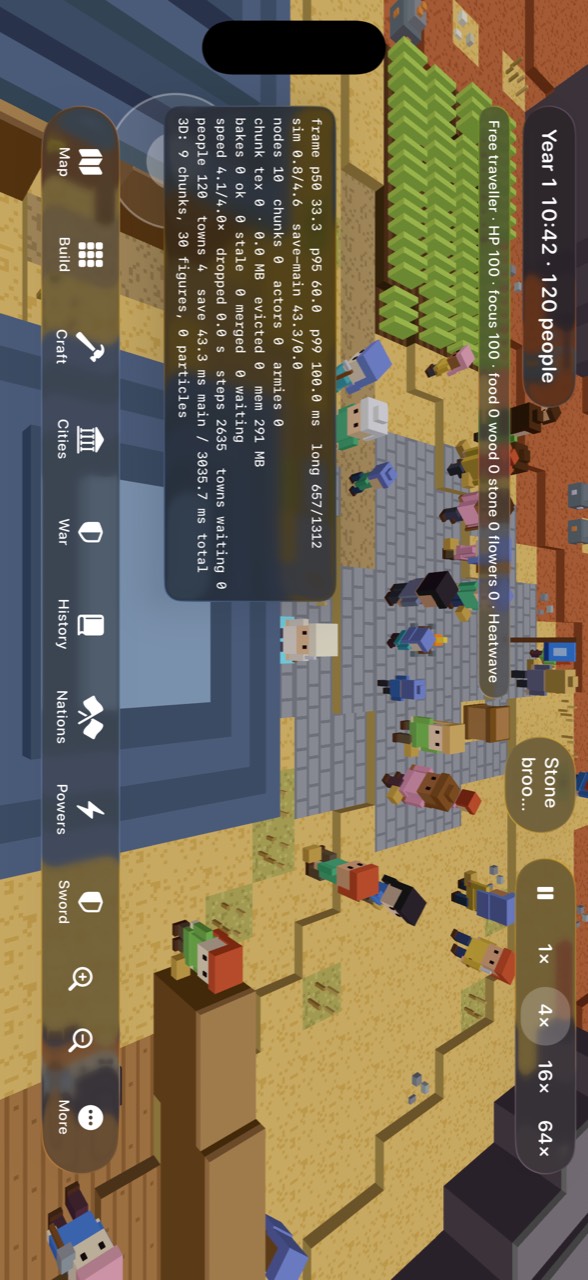 Year 1 10:42 · 120 people
Stone
broo...
1×
4×
16×
64×
Free traveller · HP 100 · focus 100 · food 0 wood 0 stone 0 flowers 0 · Heatwave
frame p50 33.3 p95 60.0 p99 100.0 ms long 657/1312
sim 0.8/4.6 save-main 43.3/0.0
nodes 10 chunks 0 actors 0 armies 0
chunk tex 0 · 0.0 MB evicted 0 mem 291 MB
bakes 0 ok 0 stale 0 merged 0 waiting
speed 4.1/4.0× dropped 0.0 s steps 2635 towns waiting 0
people 120 towns 4 save 43.3 ms main / 3035.7 ms total
3D: 9 chunks, 30 figures, 0 particles
Map
Build
Craft
Cities
War
History
Nations
Powers
Sword
More